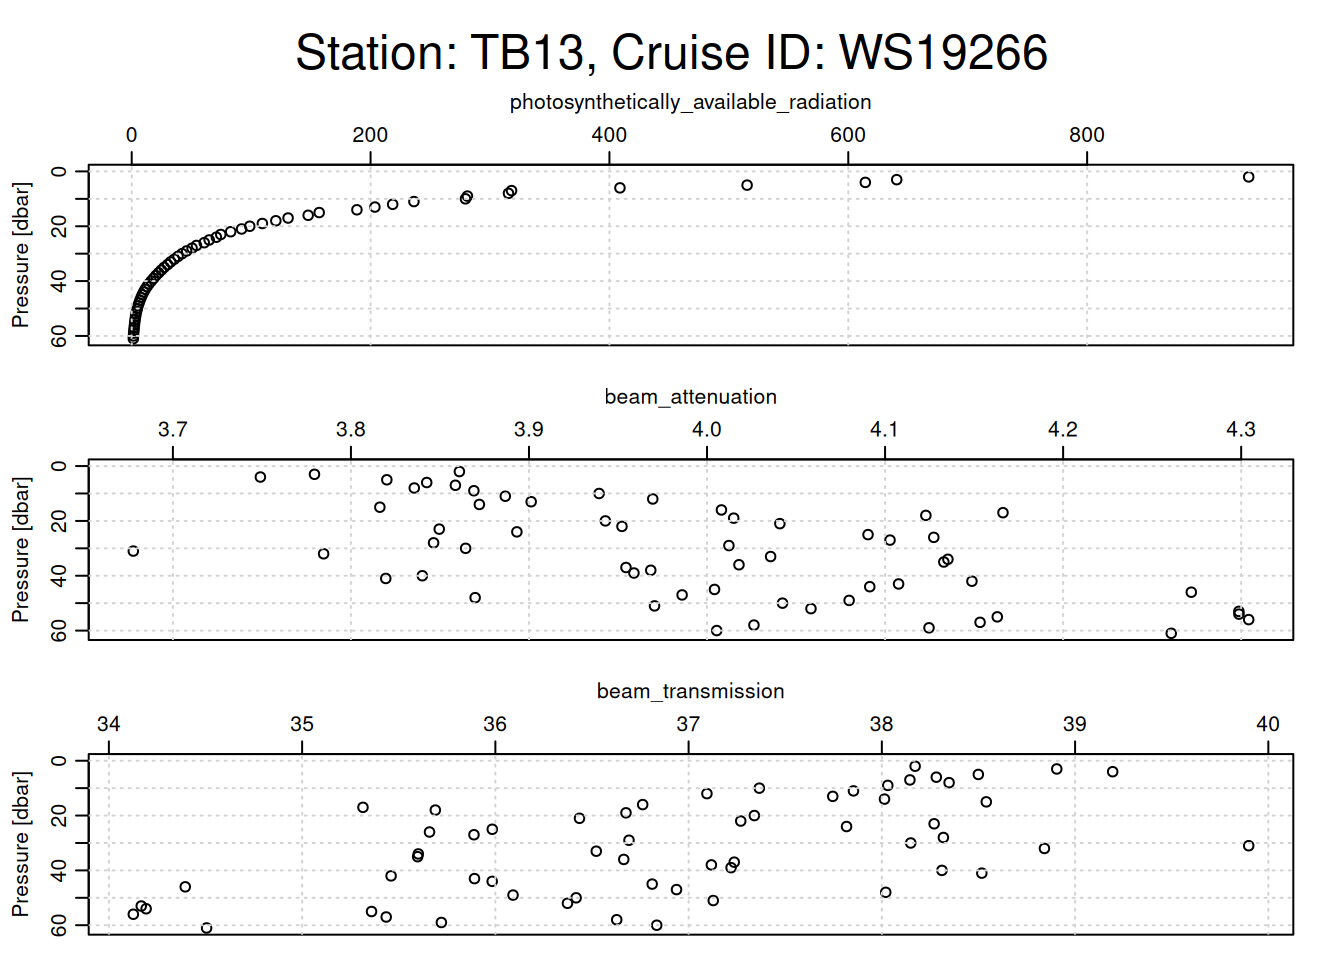 Station: TB13, Cruise ID: WS19266
photosynthetically_available_radiation
0 200 400 600 800
Pressure [dbar]
0
20
40
60
beam_attenuation
3.7 3.8 3.9 4.0 4.1 4.2 4.3
Pressure [dbar]
0
20
40
60
beam_transmission
34 35 36 37 38 39 40
Pressure [dbar]
0
20
40
60